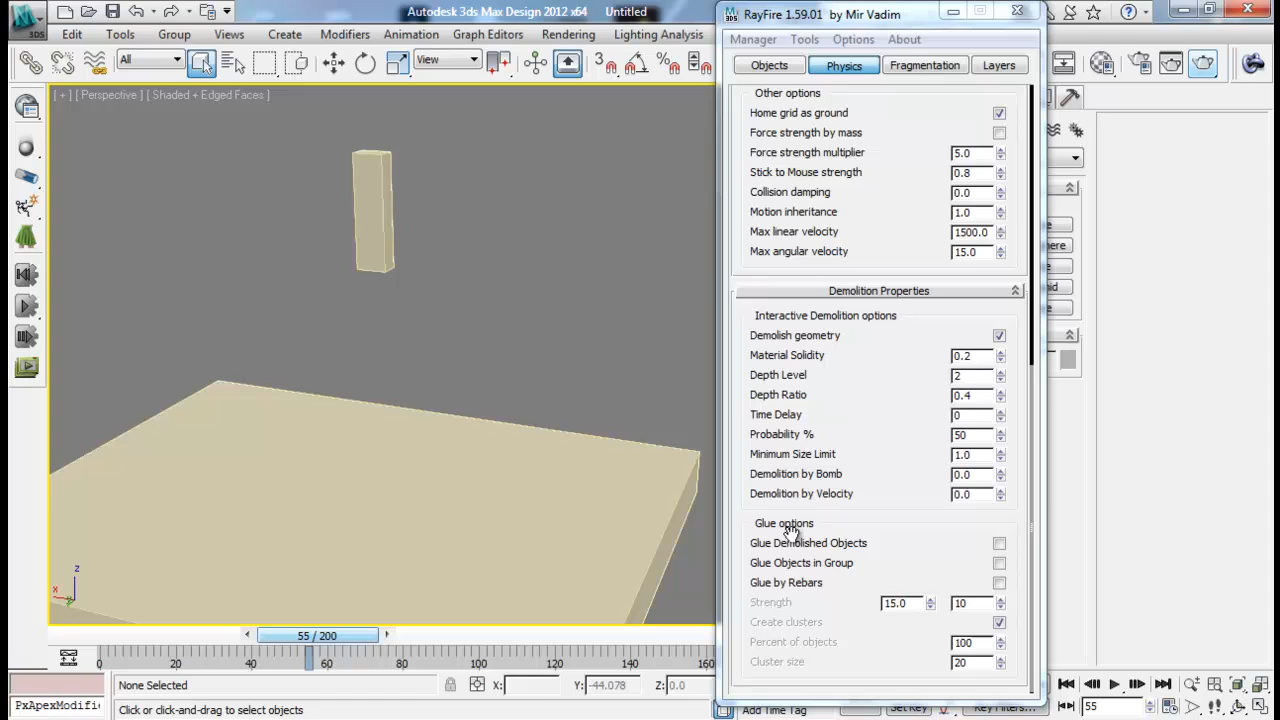 Autodesk 3ds Max Design 2012 x64 Untitled
RayFire 1.59.01 by Mir Vadim
Edit Tools Group Views Create Modifiers Animation Graph Editors Rendering Lighting Analysis
Manager Tools Options About
All
View
Objects Physics Fragmentation Layers
[ + ] [ Perspective ] [ Shaded + Edged Faces ]
Other options
Home grid as ground
Force strength by mass
Force strength multiplier 5.0
Stick to Mouse strength 0.8
Collision damping 0.0
Motion inheritance 1.0
Max linear velocity 1500.0
Max angular velocity 15.0
Demolition Properties
Interactive Demolition options
Demolish geometry
Material Solidity 0.2
Depth Level 2
Depth Ratio 0.4
Time Delay 0
Probability % 50
Minimum Size Limit 1.0
Demolition by Bomb 0.0
Demolition by Velocity 0.0
Glue options
Glue Demolished Objects
Glue Objects in Group
Glue by Rebars
Strength 15.0 10
Create clusters
Percent of objects 100
Cluster size 20
z
x
y
55 / 200
0 20 40 60 80 100 120 140 160
None Selected X: Y: -44.078 Z: 0.0
PxApexModifi Click or click-and-drag to select objects Add Time Tag Set Key Key Filters... 55